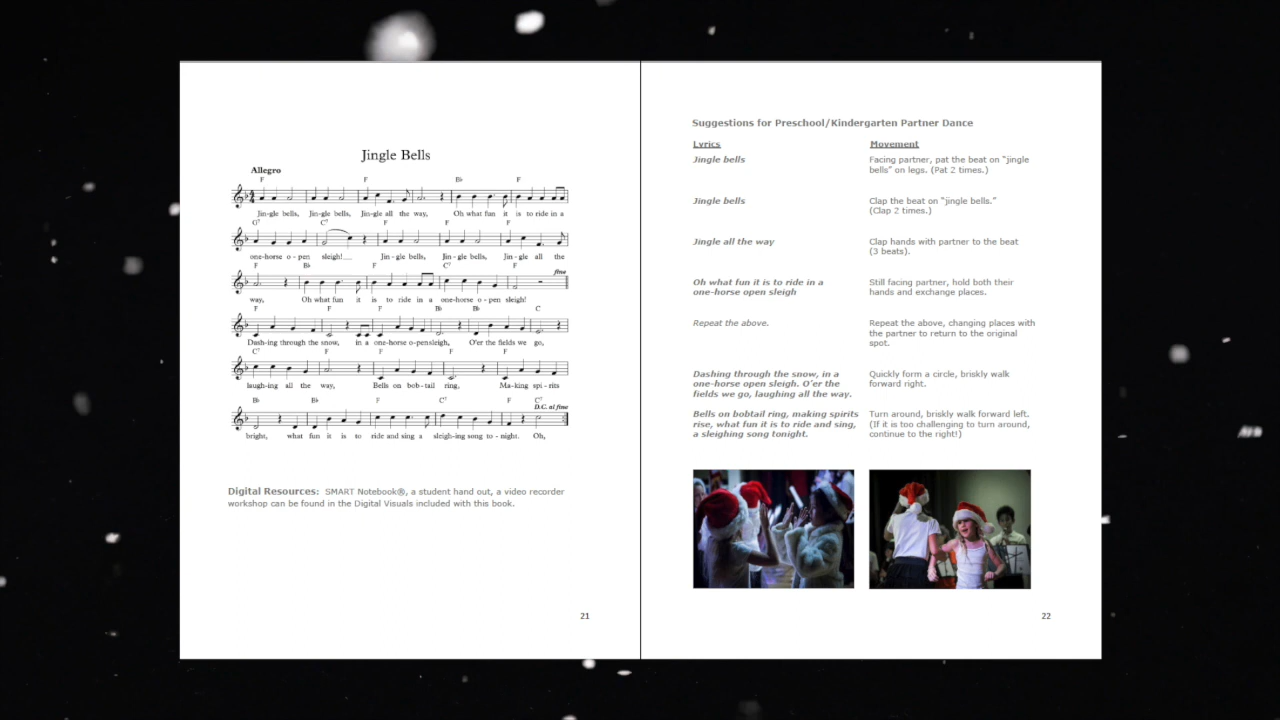 Jingle Bells
Allegro
F F B♭ F
Jin-gle bells, Jin-gle bells, Jin-gle all the way, Oh what fun it is to ride in a
G7 C7 F F F
one-horse o - pen sleigh!__ Jin - gle bells, Jin - gle bells, Jin - gle all the
F B♭ F C7 F fine
way, Oh what fun it is to ride in a one-horse o - pen sleigh!
F F F B♭ B♭ C
Dash-ing through the snow, in a one-horse o-pensleigh, O'er the fields we go,
C7 F F F F
laugh-ing all the way, Bells on bob - tail ring, Ma-king spi - rits
B♭ B♭ F C7 F C7
D.C. al fine
bright, what fun it is to ride and sing a sleigh-ing song to - night. Oh,
Digital Resources: SMART Notebook®, a student hand out, a video recorder
workshop can be found in the Digital Visuals included with this book.
21
Suggestions for Preschool/Kindergarten Partner Dance
Lyrics Movement
Jingle bells Facing partner, pat the beat on “jingle
bells” on legs. (Pat 2 times.)
Jingle bells Clap the beat on “jingle bells.”
(Clap 2 times.)
Jingle all the way Clap hands with partner to the beat
(3 beats).
Oh what fun it is to ride in a Still facing partner, hold both their
one-horse open sleigh hands and exchange places.
Repeat the above. Repeat the above, changing places with
the partner to return to the original
spot.
Dashing through the snow, in a Quickly form a circle, briskly walk
one-horse open sleigh. O'er the forward right.
fields we go, laughing all the way.
Bells on bobtail ring, making spirits Turn around, briskly walk forward left.
rise, what fun it is to ride and sing, (If it is too challenging to turn around,
a sleighing song tonight. continue to the right!)
22